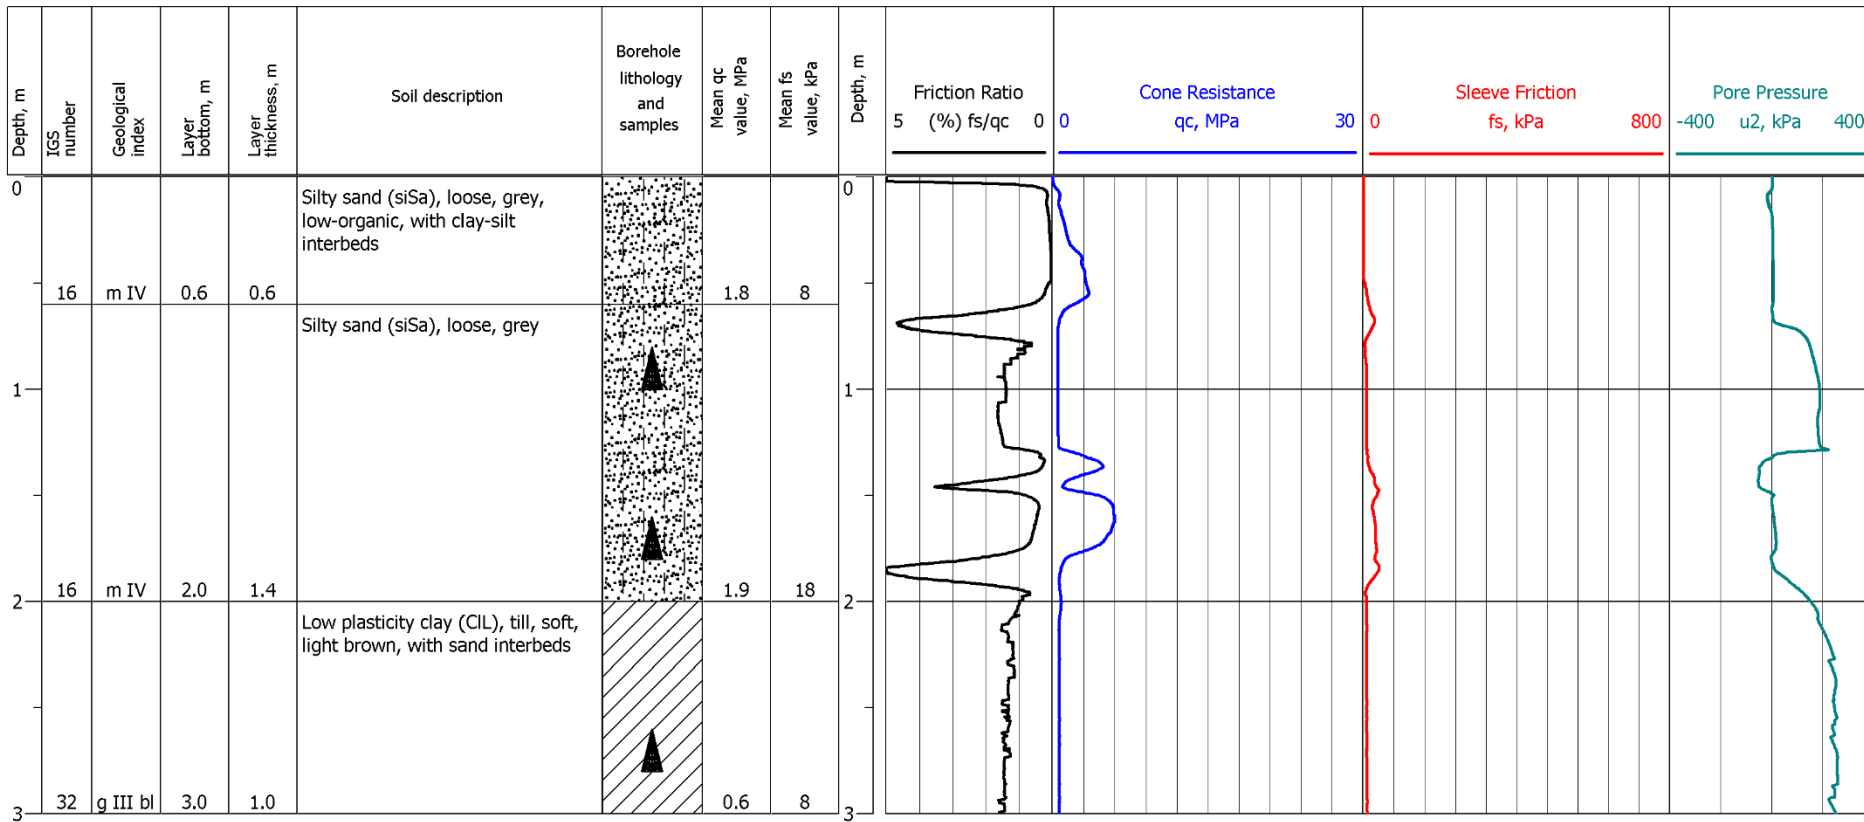 Depth, m
IGS
number
Geological
index
Layer
bottom, m
Layer
thickness, m
Soil description
Borehole
lithology
and
samples
Mean qc
value, MPa
Mean fs
value, kPa
Depth, m
Friction Ratio
5 (%) fs/qc 0
Cone Resistance
0 qc, MPa 30
Sleeve Friction
0 fs, kPa 800
Pore Pressure
-400 u2, kPa 400
0
Silty sand (siSa), loose, grey,
low-organic, with clay-silt
interbeds
16 m IV 0.6 0.6 1.8 8
0
Silty sand (siSa), loose, grey
1
1
16 m IV 2.0 1.4 1.9 18
2
2
Low plasticity clay (ClL), till, soft,
light brown, with sand interbeds
32 g III bl 3.0 1.0 0.6 8
3
3